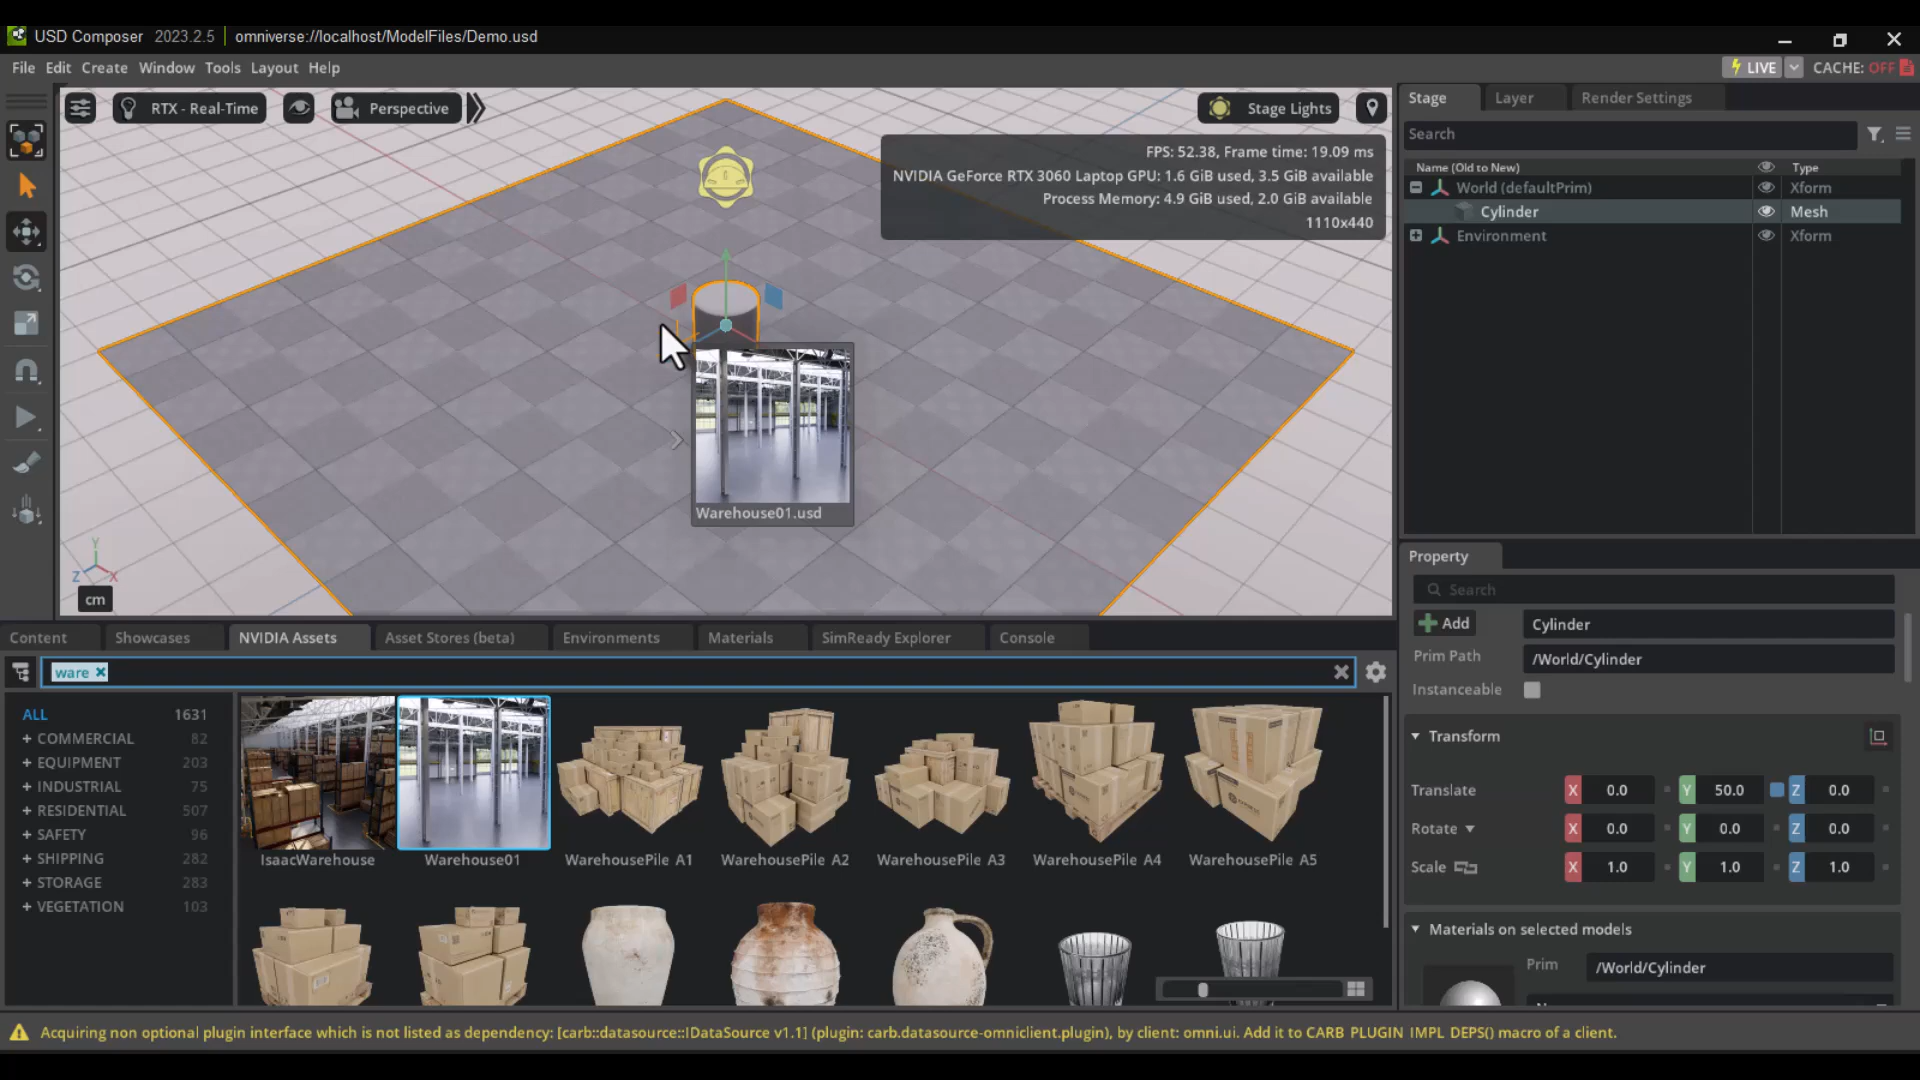 USD Composer 2023.2.5 | omniverse://localhost/ModelFiles/Demo.usd
File Edit Create Window Tools Layout Help
LIVE CACHE: OFF
RTX - Real-Time Perspective Stage Lights
FPS: 52.38, Frame time: 19.09 ms
NVIDIA GeForce RTX 3060 Laptop GPU: 1.6 GiB used, 3.5 GiB available
Process Memory: 4.9 GiB used, 2.0 GiB available
1110x440
Warehouse01.usd
Y
Z X
cm
Stage Layer Render Settings
Search
Name (Old to New) Type
World (defaultPrim) Xform
Cylinder Mesh
Environment Xform
Property
Search
Add Cylinder
Prim Path /World/Cylinder
Instanceable
Transform
Translate X 0.0 Y 50.0 Z 0.0
Rotate X 0.0 Y 0.0 Z 0.0
Scale X 1.0 Y 1.0 Z 1.0
Materials on selected models
Prim /World/Cylinder
Content Showcases NVIDIA Assets Asset Stores (beta) Environments Materials SimReady Explorer Console
ware
ALL 1631
+ COMMERCIAL 82
+ EQUIPMENT 203
+ INDUSTRIAL 75
+ RESIDENTIAL 507
+ SAFETY 96
+ SHIPPING 282
+ STORAGE 283
+ VEGETATION 103
IsaacWarehouse Warehouse01 WarehousePile A1 WarehousePile A2 WarehousePile A3 WarehousePile A4 WarehousePile A5
Acquiring non optional plugin interface which is not listed as dependency: [carb::datasource::IDataSource v1.1] (plugin: carb.datasource-omniclient.plugin), by client: omni.ui. Add it to CARB_PLUGIN_IMPL_DEPS() macro of a client.